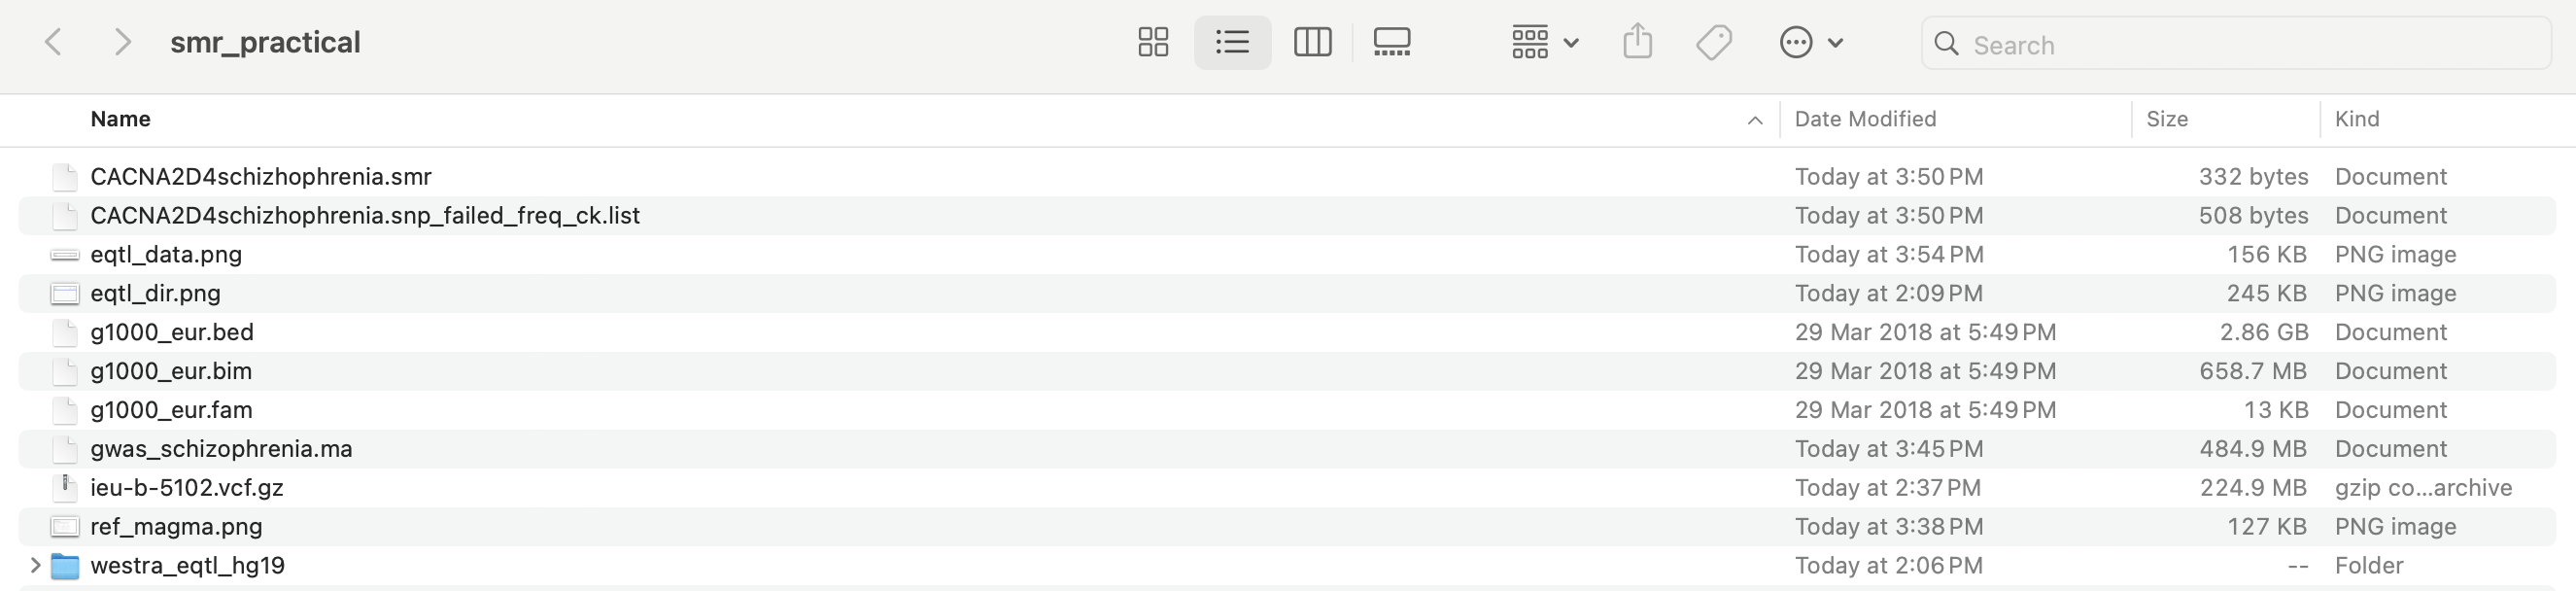 smr_practical
Search
Name Date Modified Size Kind
CACNA2D4schizhophrenia.smr Today at 3:50 PM 332 bytes Document
CACNA2D4schizhophrenia.snp_failed_freq_ck.list Today at 3:50 PM 508 bytes Document
eqtl_data.png Today at 3:54 PM 156 KB PNG image
eqtl_dir.png Today at 2:09 PM 245 KB PNG image
g1000_eur.bed 29 Mar 2018 at 5:49 PM 2.86 GB Document
g1000_eur.bim 29 Mar 2018 at 5:49 PM 658.7 MB Document
g1000_eur.fam 29 Mar 2018 at 5:49 PM 13 KB Document
gwas_schizophrenia.ma Today at 3:45 PM 484.9 MB Document
ieu-b-5102.vcf.gz Today at 2:37 PM 224.9 MB gzip co...archive
ref_magma.png Today at 3:38 PM 127 KB PNG image
westra_eqtl_hg19 Today at 2:06 PM -- Folder